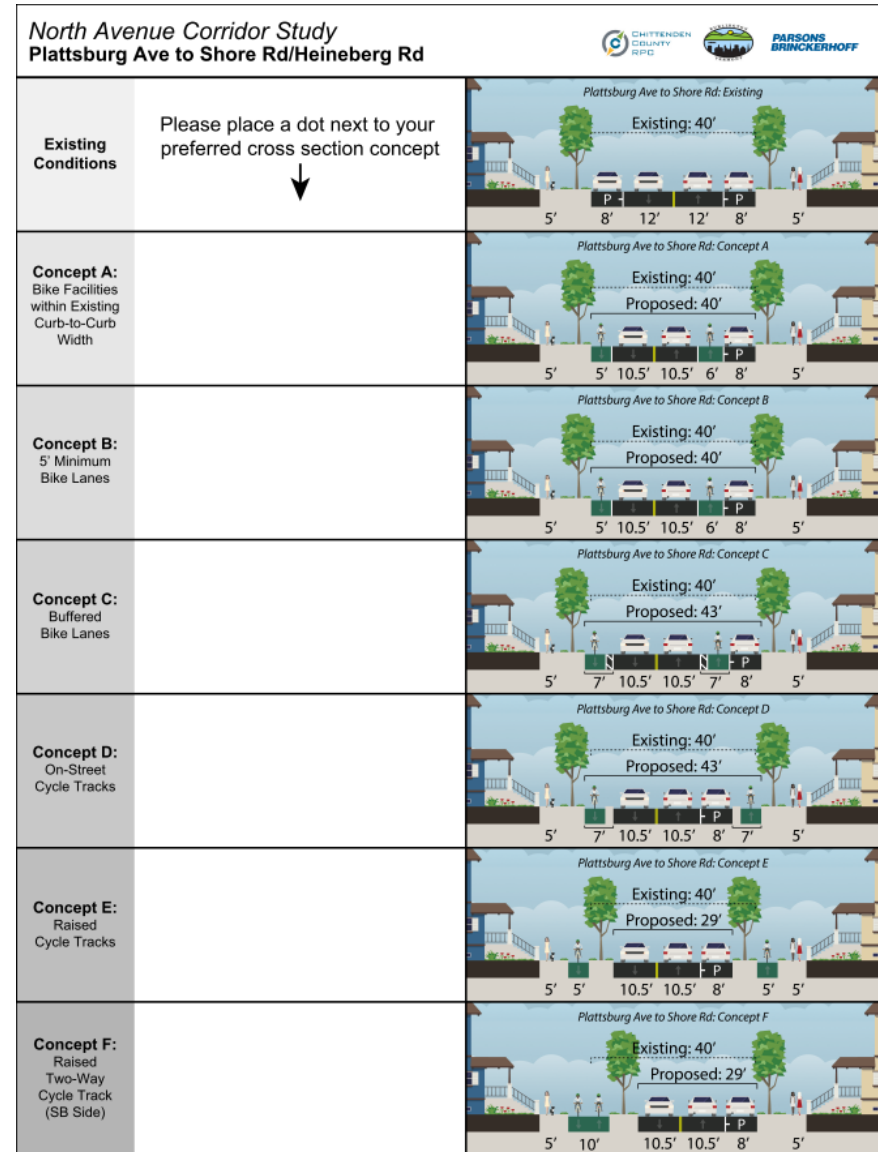 North Avenue Corridor Study
Plattsburg Ave to Shore Rd/Heineberg Rd
CHITTENDEN
COUNTY
RPC
BURLINGTON
VERMONT
PARSONS
BRINCKERHOFF
Existing
Conditions
Please place a dot next to your
preferred cross section concept
Plattsburg Ave to Shore Rd: Existing
Existing: 40'
P P
5' 8' 12' 12' 8' 5'
Concept A:
Bike Facilities
within Existing
Curb-to-Curb
Width
Plattsburg Ave to Shore Rd: Concept A
Existing: 40'
Proposed: 40'
P
5' 5' 10.5' 10.5' 6' 8' 5'
Concept B:
5' Minimum
Bike Lanes
Plattsburg Ave to Shore Rd: Concept B
Existing: 40'
Proposed: 40'
P
5' 5' 10.5' 10.5' 6' 8' 5'
Concept C:
Buffered
Bike Lanes
Plattsburg Ave to Shore Rd: Concept C
Existing: 40'
Proposed: 43'
P
5' 7' 10.5' 10.5' 7' 8' 5'
Concept D:
On-Street
Cycle Tracks
Plattsburg Ave to Shore Rd: Concept D
Existing: 40'
Proposed: 43'
P
5' 7' 10.5' 10.5' 8' 7' 5'
Concept E:
Raised
Cycle Tracks
Plattsburg Ave to Shore Rd: Concept E
Existing: 40'
Proposed: 29'
P
5' 5' 10.5' 10.5' 8' 5' 5'
Concept F:
Raised
Two-Way
Cycle Track
(SB Side)
Plattsburg Ave to Shore Rd: Concept F
Existing: 40'
Proposed: 29'
P
5' 10' 10.5' 10.5' 8' 5'